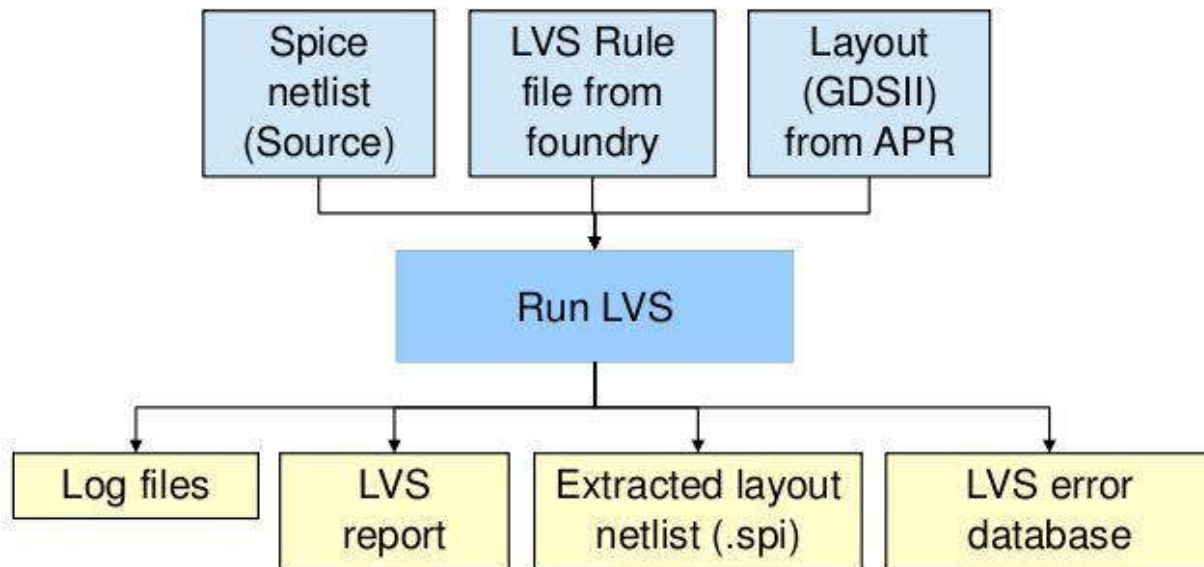 Spice
netlist
(Source)
LVS Rule
file from
foundry
Layout
(GDSII)
from APR
Run LVS
Log files
LVS
report
Extracted layout
netlist (.spi)
LVS error
database